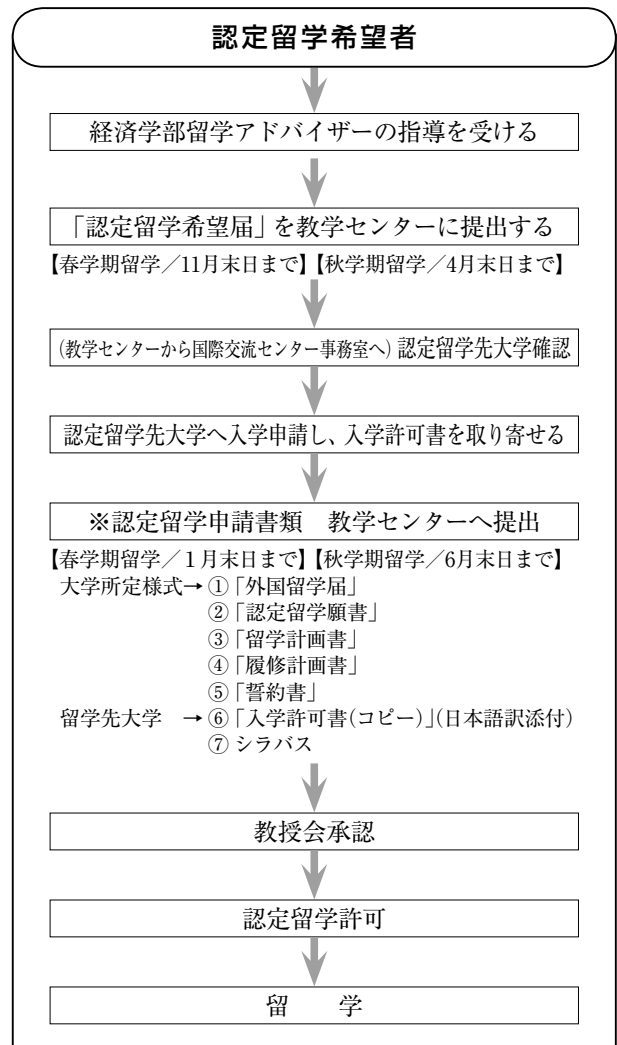 認定留学希望者
経済学部留学アドバイザーの指導を受ける
「認定留学希望届」を教学センターに提出する
【春学期留学／11月末日まで】【秋学期留学／4月末日まで】
(教学センターから国際交流センター事務室へ) 認定留学先大学確認
認定留学先大学へ入学申請し、入学許可書を取り寄せる
※認定留学申請書類　教学センターへ提出
【春学期留学／１月末日まで】【秋学期留学／6月末日まで】
大学所定様式→ ①「外国留学届」
②「認定留学願書」
③「留学計画書」
④「履修計画書」
⑤「誓約書」
留学先大学　→ ⑥「入学許可書(コピー)」(日本語訳添付)
⑦ シラバス
教授会承認
認定留学許可
留　　学